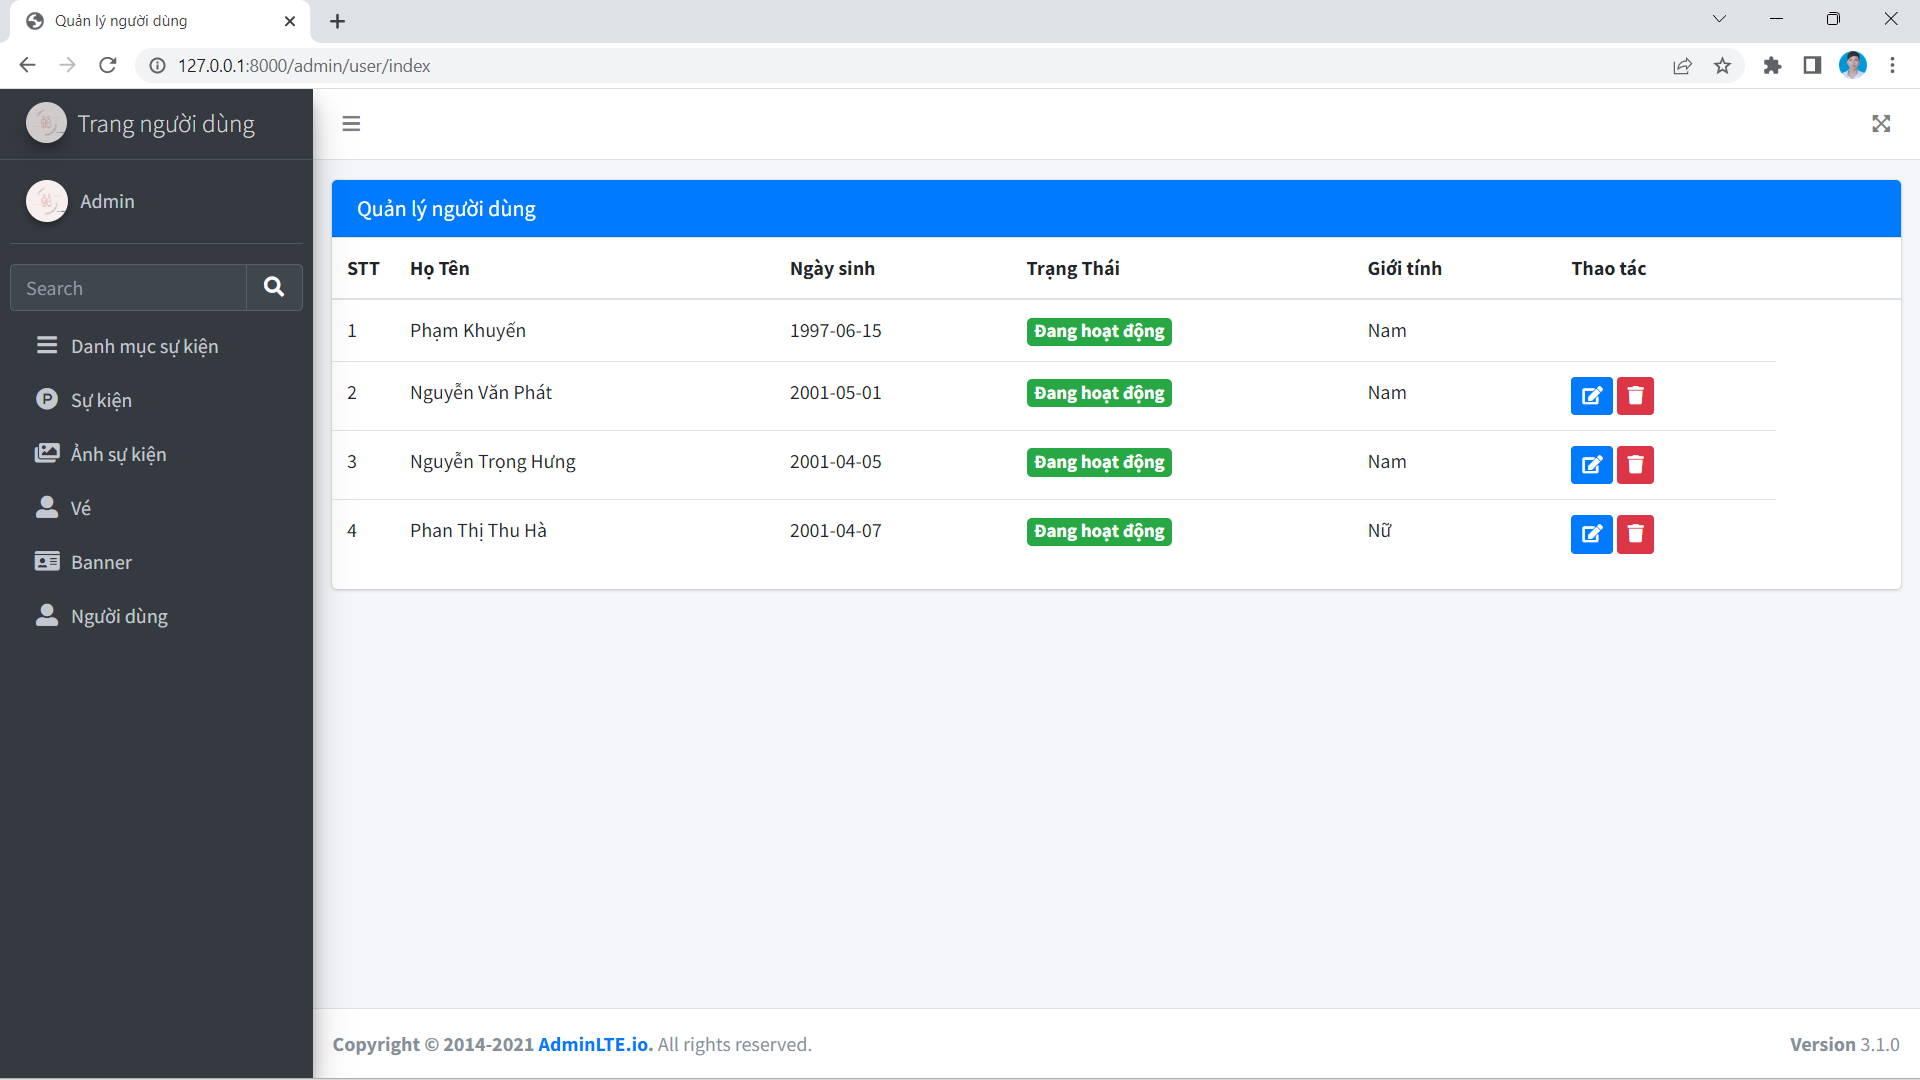 Quản lý người dùng
127.0.0.1:8000/admin/user/index
Trang người dùng
Admin
Search
Danh mục sự kiện
Sự kiện
Ảnh sự kiện
Vé
Banner
Người dùng
Quản lý người dùng
STT Họ Tên Ngày sinh Trạng Thái Giới tính Thao tác
1 Phạm Khuyến 1997-06-15 Đang hoạt động Nam
2 Nguyễn Văn Phát 2001-05-01 Đang hoạt động Nam
3 Nguyễn Trọng Hưng 2001-04-05 Đang hoạt động Nam
4 Phan Thị Thu Hà 2001-04-07 Đang hoạt động Nữ
Copyright © 2014-2021 AdminLTE.io. All rights reserved.
Version 3.1.0